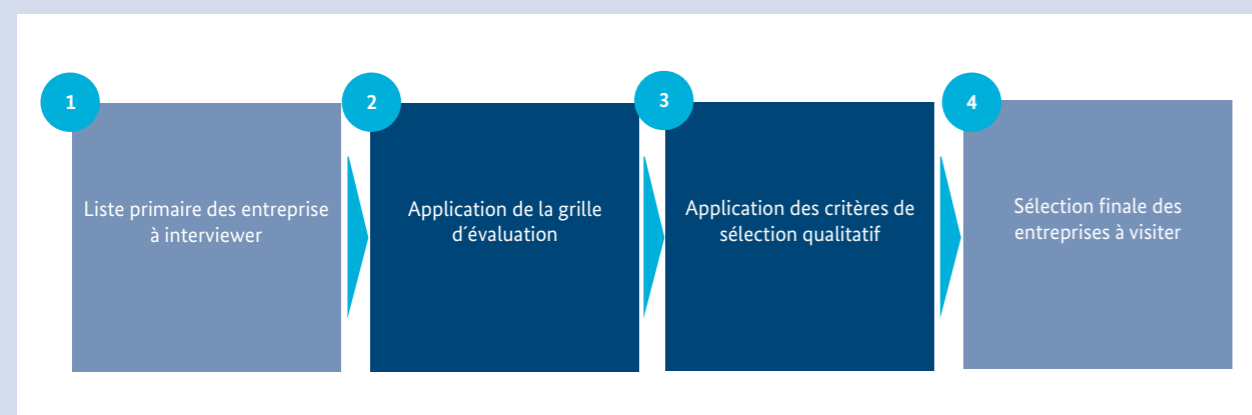 1
Liste primaire des entreprise
à interviewer
2
Application de la grille
d´évaluation
3
Application des critères de
sélection qualitatif
4
Sélection finale des
entreprises à visiter